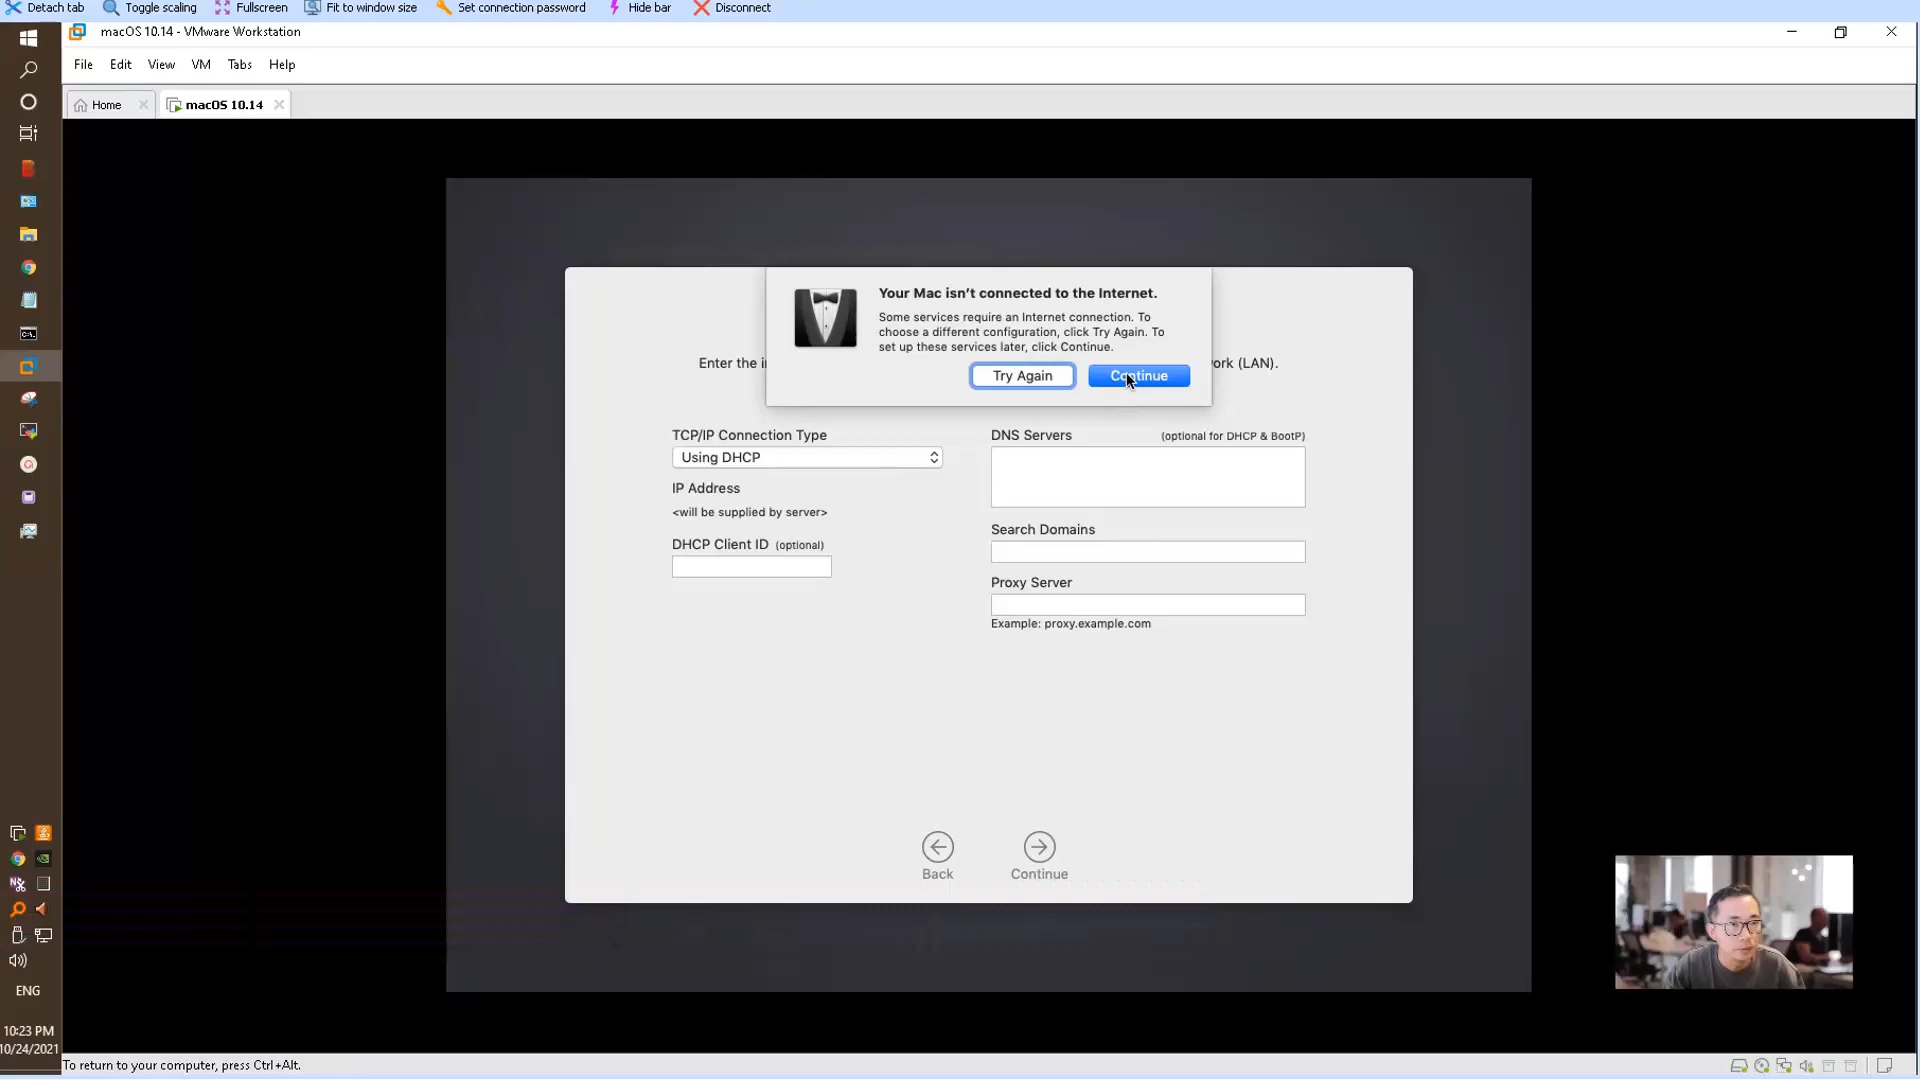 Detach tab Toggle scaling Fullscreen Fit to window size Set connection password Hide bar Disconnect
macOS 10.14 - VMware Workstation
File Edit View VM Tabs Help
Home macOS 10.14
Your Mac isn't connected to the Internet.
Some services require an Internet connection. To
choose a different configuration, click Try Again. To
set up these services later, click Continue.
Enter the i ork (LAN).
Try Again Continue
TCP/IP Connection Type
Using DHCP
IP Address
<will be supplied by server>
DHCP Client ID (optional)
DNS Servers (optional for DHCP & BootP)
Search Domains
Proxy Server
Example: proxy.example.com
Back Continue
ENG
10:23 PM
10/24/2021
To return to your computer, press Ctrl+Alt.